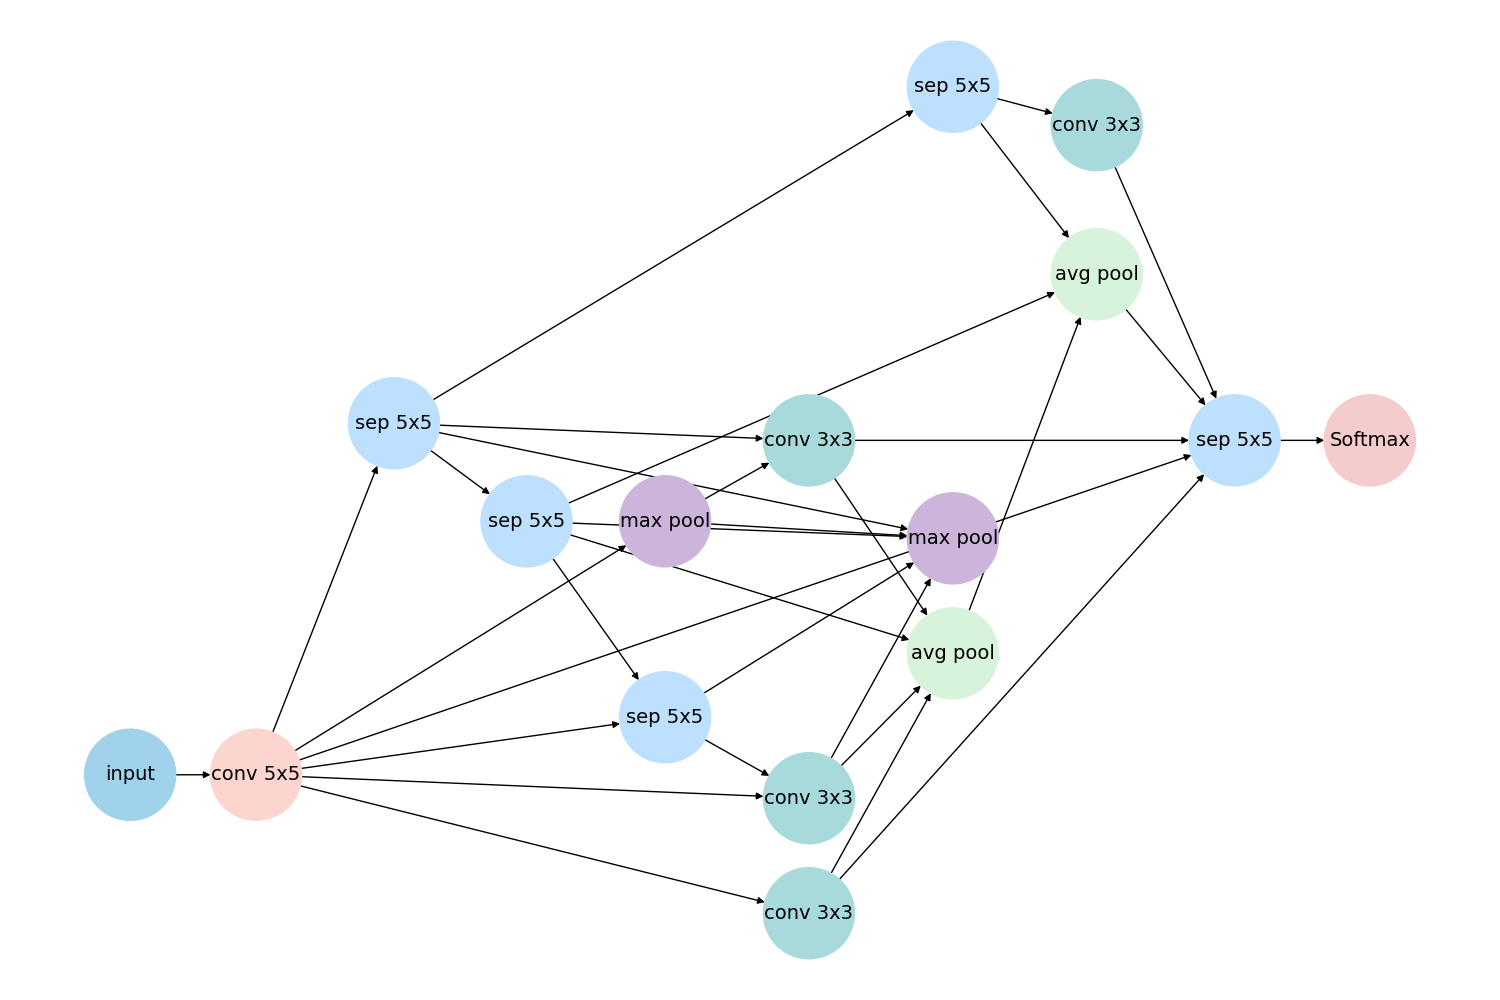 sep 5x5
conv 3x3
avg pool
sep 5x5
conv 3x3
sep 5x5
Softmax
sep 5x5
max pool
max pool
avg pool
sep 5x5
input
conv 5x5
conv 3x3
conv 3x3